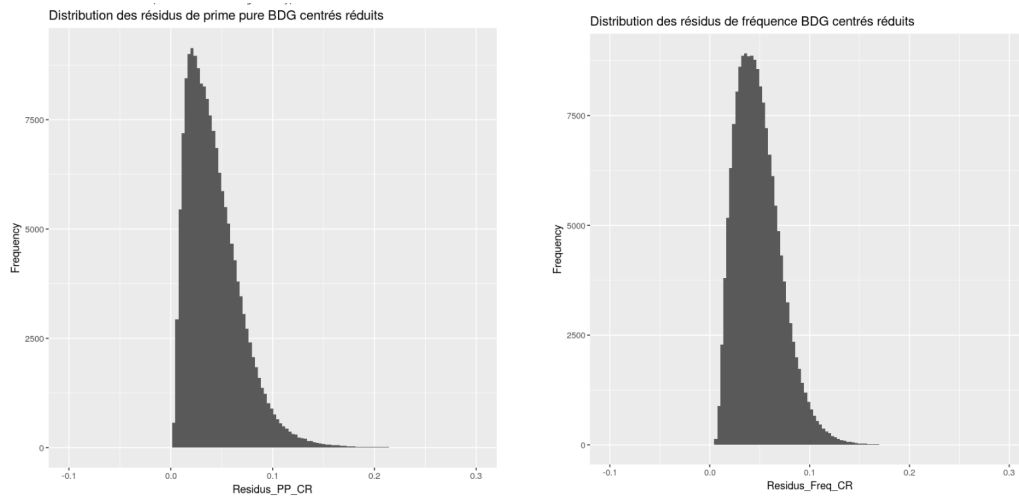 Distribution des résidus de prime pure BDG centrés réduits
7500
5000
2500
0
Frequency
-0.1 0.0 0.1 0.2 0.3
Residus_PP_CR
Distribution des résidus de fréquence BDG centrés réduits
7500
5000
2500
0
Frequency
-0.1 0.0 0.1 0.2 0.3
Residus_Freq_CR